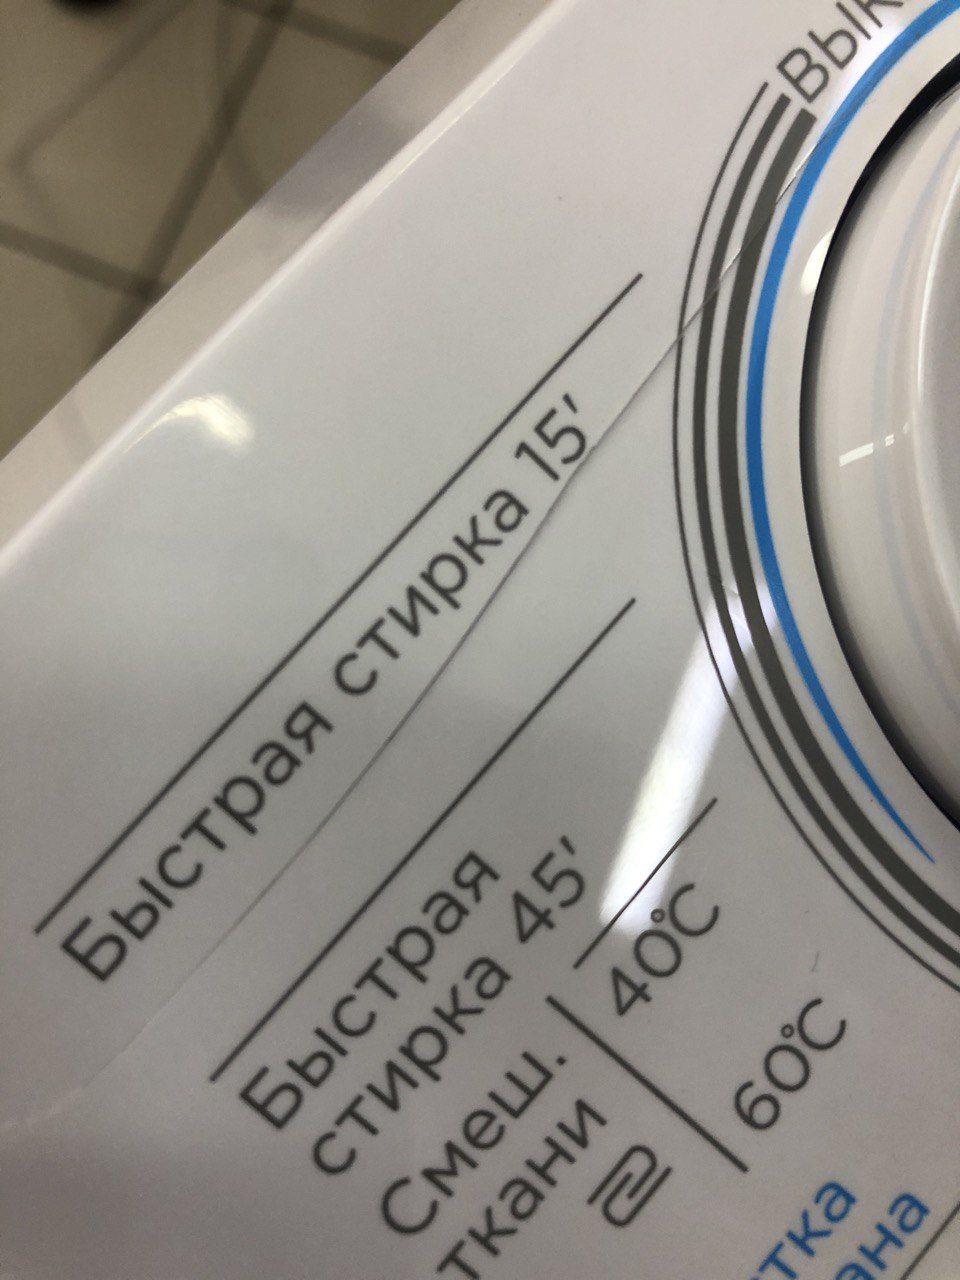 Быстрая стирка 15'
Быстрая
стирка 45'
Смеш.
ткани
40°C
60°C